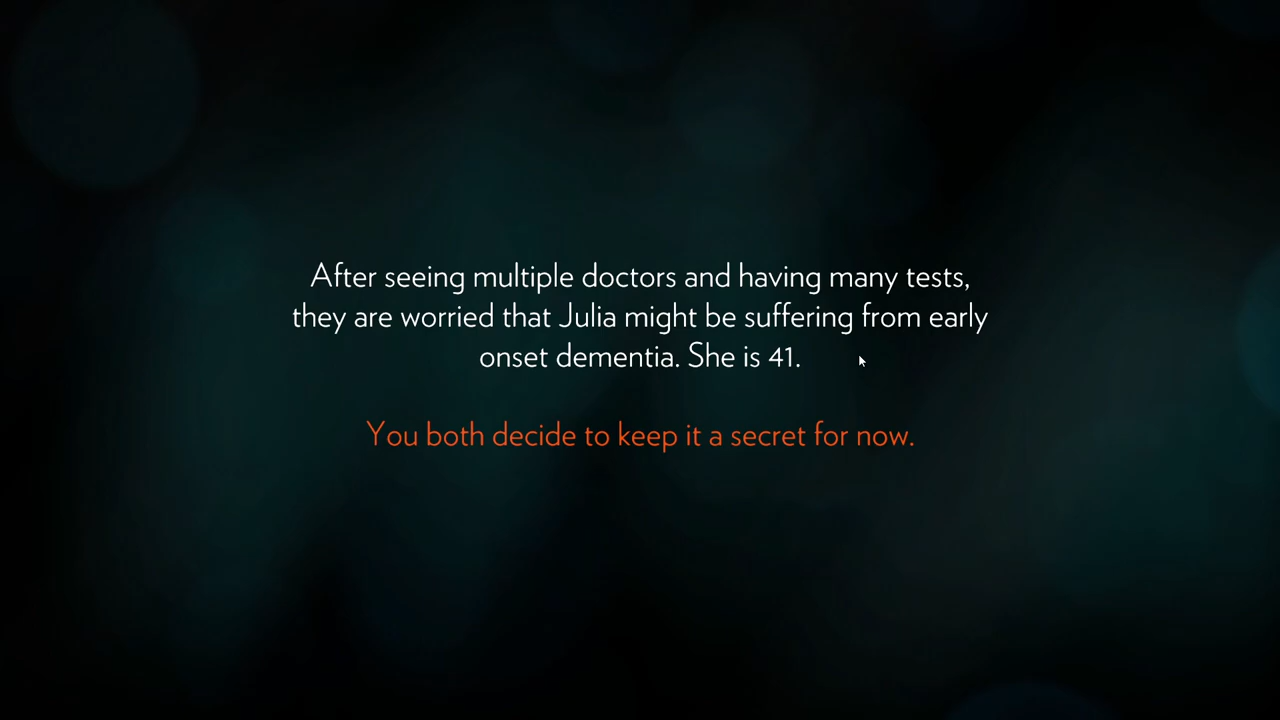 After seeing multiple doctors and having many tests,
they are worried that Julia might be suffering from early
onset dementia. She is 41.
You both decide to keep it a secret for now.